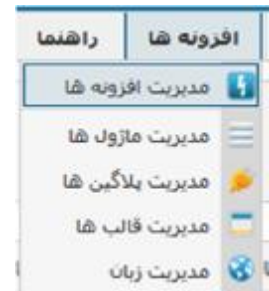 افزونه ها راهنما
مدیریت افزونه ها
مدیریت ماژول ها
مدیریت پلاگین ها
مدیریت قالب ها
مدیریت زبان